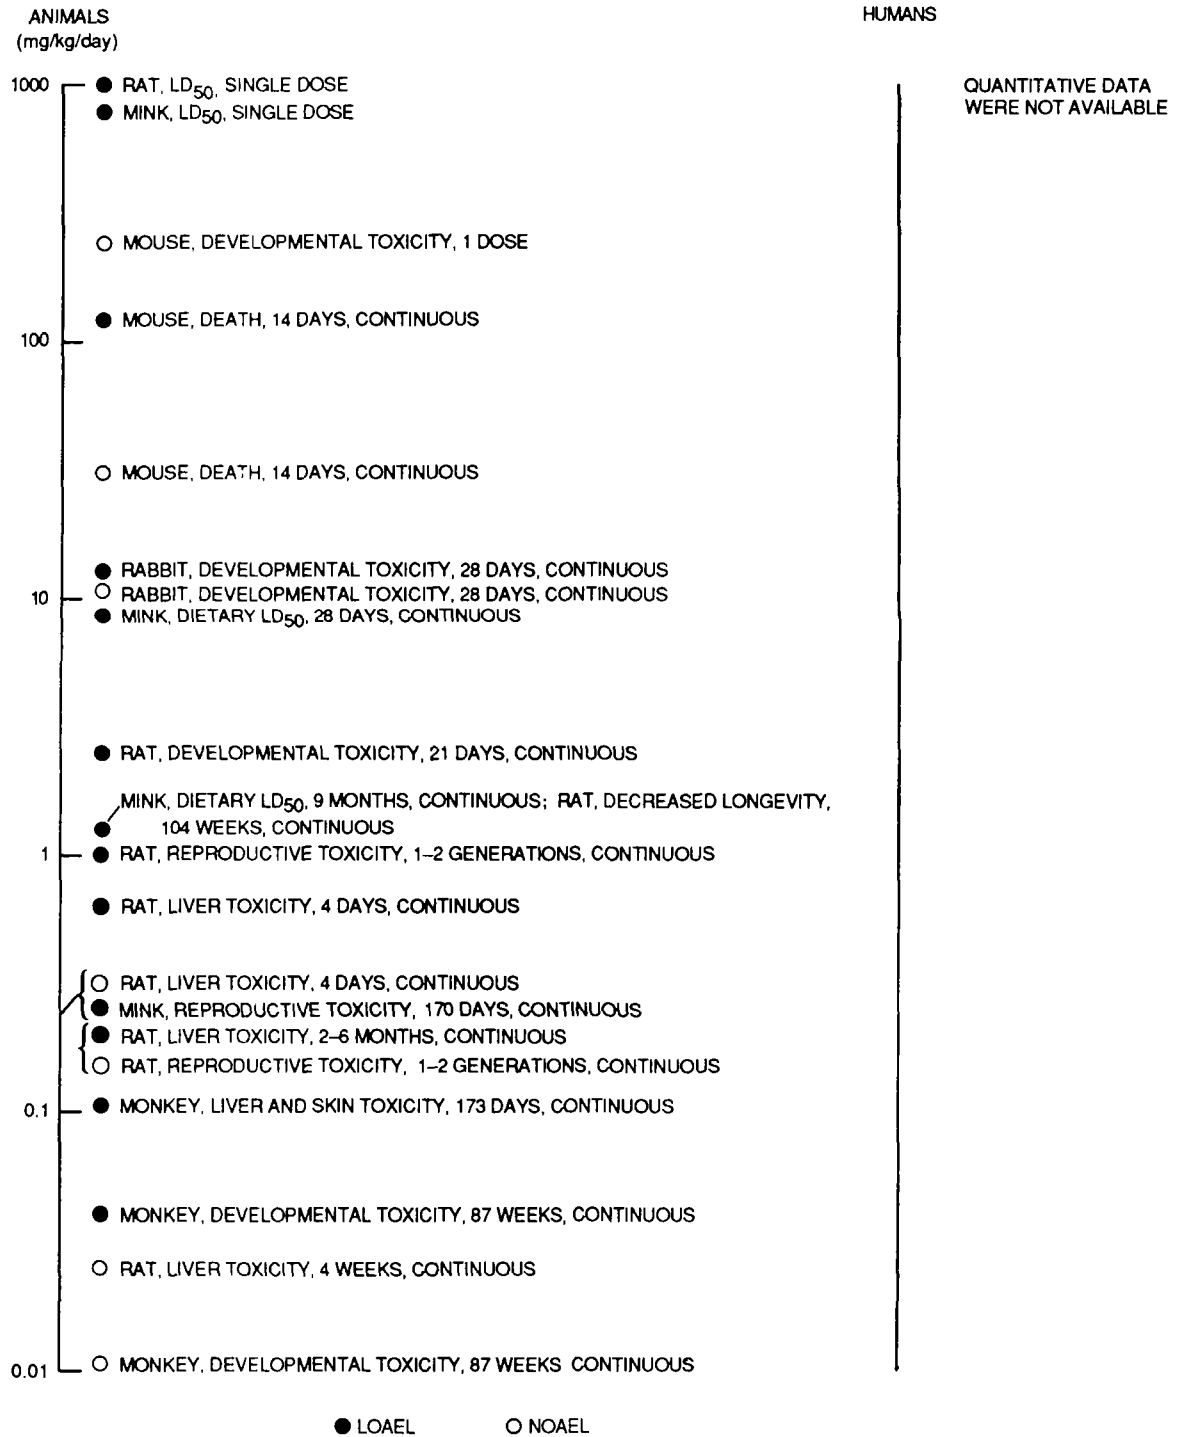 ANIMALS
(mg/kg/day)
HUMANS
1000
RAT, LD50, SINGLE DOSE
MINK, LD50, SINGLE DOSE
QUANTITATIVE DATA
WERE NOT AVAILABLE
MOUSE, DEVELOPMENTAL TOXICITY, 1 DOSE
MOUSE, DEATH, 14 DAYS, CONTINUOUS
100
MOUSE, DEATH, 14 DAYS, CONTINUOUS
RABBIT, DEVELOPMENTAL TOXICITY, 28 DAYS, CONTINUOUS
10
RABBIT, DEVELOPMENTAL TOXICITY, 28 DAYS, CONTINUOUS
MINK, DIETARY LD50, 28 DAYS, CONTINUOUS
RAT, DEVELOPMENTAL TOXICITY, 21 DAYS, CONTINUOUS
MINK, DIETARY LD50, 9 MONTHS, CONTINUOUS; RAT, DECREASED LONGEVITY,
104 WEEKS, CONTINUOUS
1
RAT, REPRODUCTIVE TOXICITY, 1–2 GENERATIONS, CONTINUOUS
RAT, LIVER TOXICITY, 4 DAYS, CONTINUOUS
RAT, LIVER TOXICITY, 4 DAYS, CONTINUOUS
MINK, REPRODUCTIVE TOXICITY, 170 DAYS, CONTINUOUS
RAT, LIVER TOXICITY, 2–6 MONTHS, CONTINUOUS
RAT, REPRODUCTIVE TOXICITY, 1–2 GENERATIONS, CONTINUOUS
0.1
MONKEY, LIVER AND SKIN TOXICITY, 173 DAYS, CONTINUOUS
MONKEY, DEVELOPMENTAL TOXICITY, 87 WEEKS, CONTINUOUS
RAT, LIVER TOXICITY, 4 WEEKS, CONTINUOUS
0.01
MONKEY, DEVELOPMENTAL TOXICITY, 87 WEEKS CONTINUOUS
● LOAEL
○ NOAEL